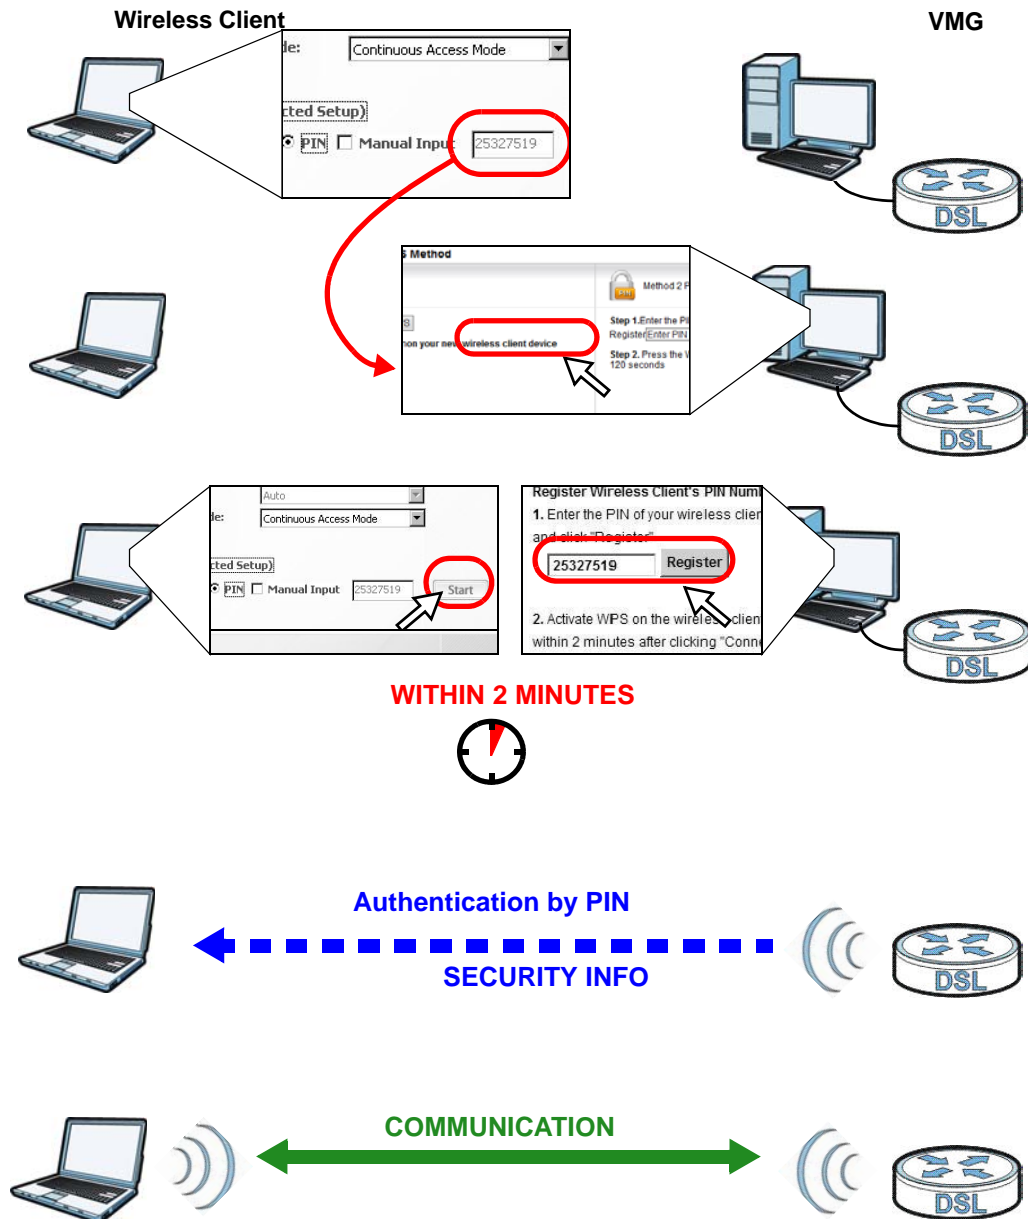 Wireless Client
VMG
de:
Continuous Access Mode
cted Setup)
PIN
Manual Input
25327519
DSL
S Method
Method 2 P
PS
Step 1.Enter the PI
Register Enter PIN
on your new wireless client device
Step 2. Press the W
120 seconds
DSL
Auto
de:
Continuous Access Mode
cted Setup)
PIN
Manual Input
25327519
Start
Register Wireless Client's PIN Numb
1. Enter the PIN of your wireless clien
and click "Register"
25327519
Register
2. Activate WPS on the wireless client
within 2 minutes after clicking "Conne
DSL
WITHIN 2 MINUTES
Authentication by PIN
SECURITY INFO
DSL
COMMUNICATION
DSL